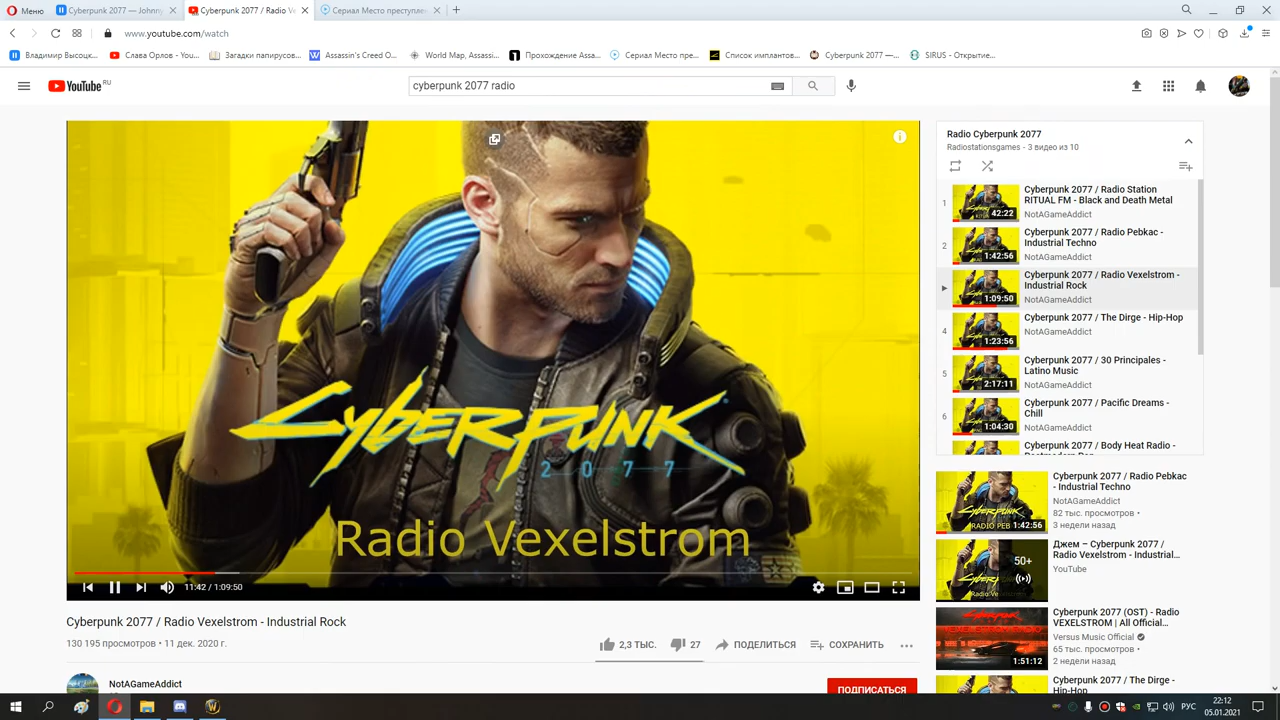 Меню
Cyberpunk 2077 — Johnny
Cyberpunk 2077 / Radio Ve
Сериал Место преступлен
www.youtube.com/watch
Владимир Высоцк...
Слава Орлов - You...
Загадки папирусов...
Assassin's Creed O...
World Map, Assassi...
Прохождение Assa...
Сериал Место пре...
Список имплантов...
Cyberpunk 2077 —...
SIRUS - Открытие...
YouTube RU
cyberpunk 2077 radio
CYBERPUNK
2077
Radio Vexelstrom
11:42 / 1:09:50
Cyberpunk 2077 / Radio Vexelstrom - Industrial Rock
130 195 просмотров • 11 дек. 2020 г.
2,3 ТЫС.
27
ПОДЕЛИТЬСЯ
СОХРАНИТЬ
NotAGameAddict
ПОДПИСАТЬСЯ
Radio Cyberpunk 2077
Radiostationsgames - 3 видео из 10
1
42:22
Cyberpunk 2077 / Radio Station
RITUAL FM - Black and Death Metal
NotAGameAddict
2
1:42:56
Cyberpunk 2077 / Radio Pebkac -
Industrial Techno
NotAGameAddict
1:09:50
Cyberpunk 2077 / Radio Vexelstrom -
Industrial Rock
NotAGameAddict
4
1:23:56
Cyberpunk 2077 / The Dirge - Hip-Hop
NotAGameAddict
5
2:17:11
Cyberpunk 2077 / 30 Principales -
Latino Music
NotAGameAddict
6
1:04:30
Cyberpunk 2077 / Pacific Dreams -
Chill
NotAGameAddict
Cyberpunk 2077 / Body Heat Radio -
CYBERPUNK
RADIO PEB
1:42:56
Cyberpunk 2077 / Radio Pebkac
- Industrial Techno
NotAGameAddict
82 тыс. просмотров •
3 недели назад
50+
Джем – Cyberpunk 2077 /
Radio Vexelstrom - Industrial...
YouTube
1:51:12
Cyberpunk 2077 (OST) - Radio
VEXELSTROM | All Official...
Versus Music Official
65 тыс. просмотров •
2 недели назад
Cyberpunk 2077 / The Dirge -
Hip-Hop
РУС
22:12
05.01.2021